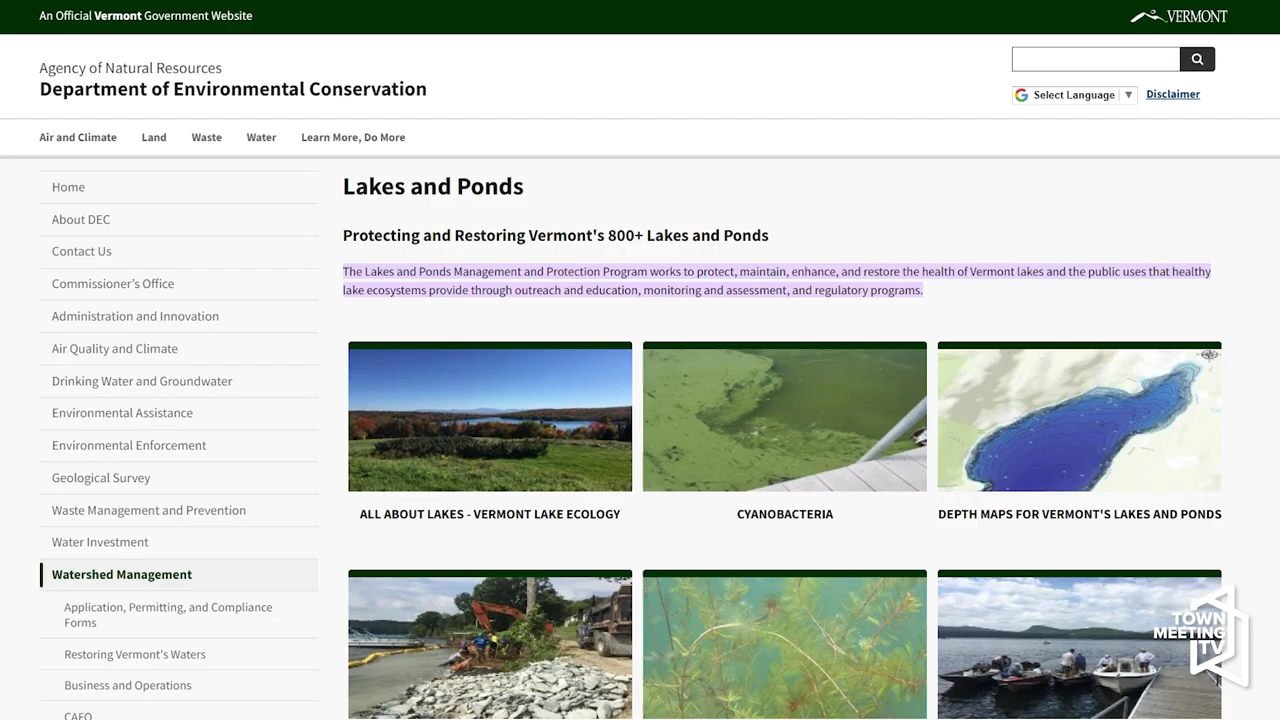 An Official Vermont Government Website
VERMONT
Agency of Natural Resources
Department of Environmental Conservation
Select Language ▼
Disclaimer
Air and Climate
Land
Waste
Water
Learn More, Do More
Home
About DEC
Contact Us
Commissioner's Office
Administration and Innovation
Air Quality and Climate
Drinking Water and Groundwater
Environmental Assistance
Environmental Enforcement
Geological Survey
Waste Management and Prevention
Water Investment
Watershed Management
Application, Permitting, and Compliance
Forms
Restoring Vermont's Waters
Business and Operations
CAFO
Lakes and Ponds
Protecting and Restoring Vermont's 800+ Lakes and Ponds
The Lakes and Ponds Management and Protection Program works to protect, maintain, enhance, and restore the health of Vermont lakes and the public uses that healthy
lake ecosystems provide through outreach and education, monitoring and assessment, and regulatory programs.
ALL ABOUT LAKES - VERMONT LAKE ECOLOGY
CYANOBACTERIA
DEPTH MAPS FOR VERMONT'S LAKES AND PONDS
TOWN
MEETING
TV